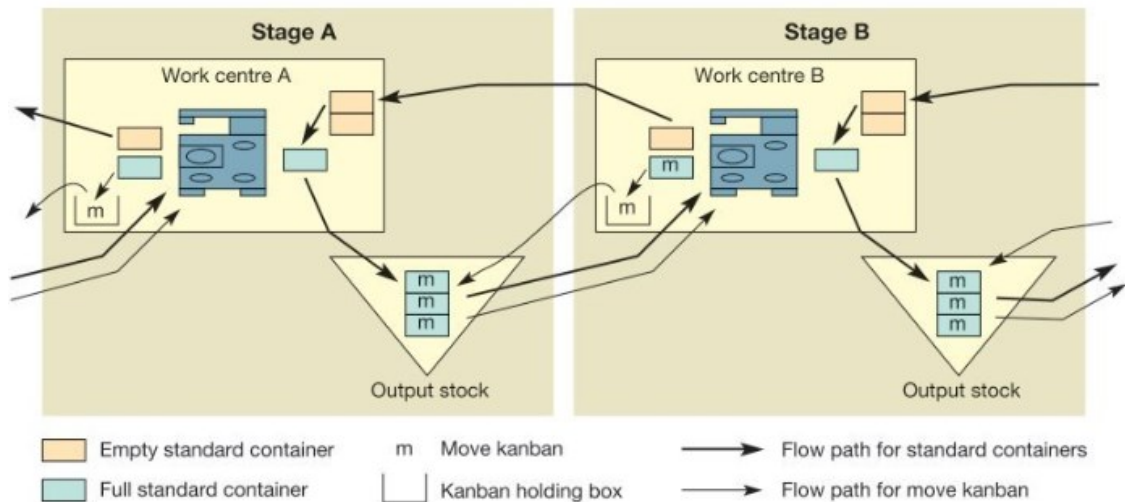 Stage A
Stage B
Work centre A
Work centre B
m
m
m
m
m
m
m
m
m
Output stock
Output stock
Empty standard container
m Move kanban
Flow path for standard containers
Full standard container
Kanban holding box
Flow path for move kanban